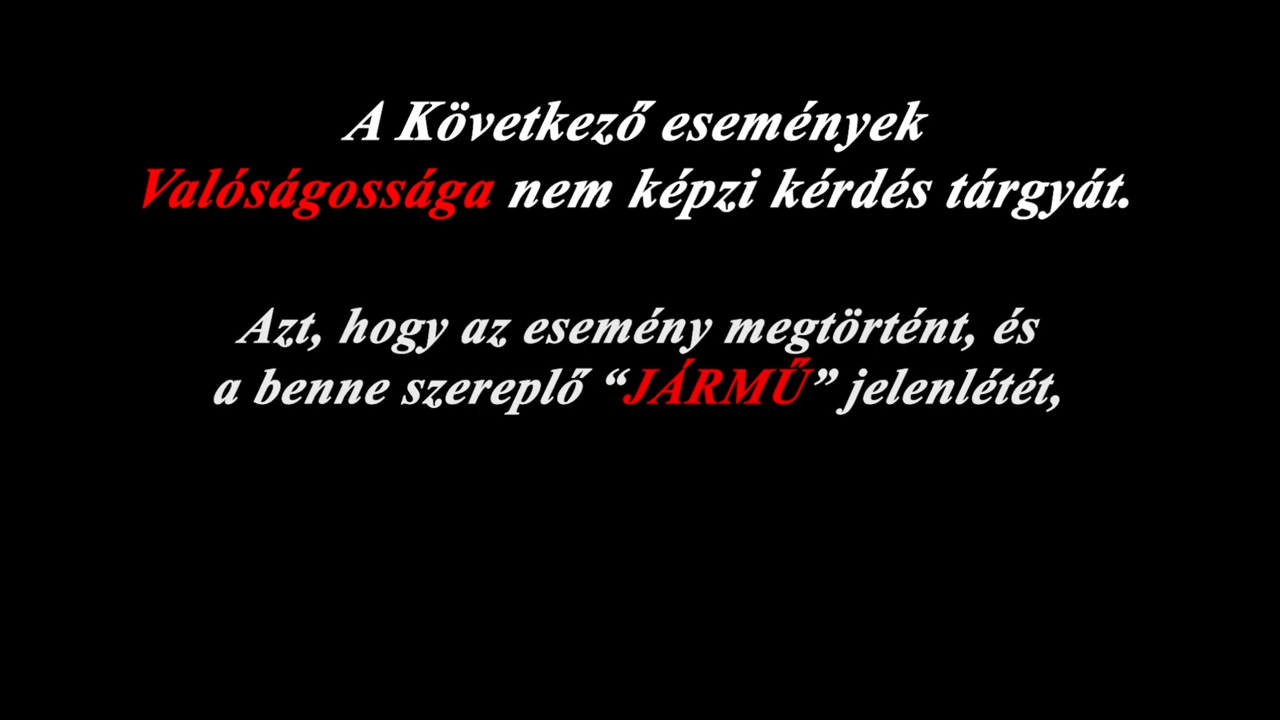 A Következő események
Valóságossága nem képzi kérdés tárgyát.
Azt, hogy az esemény megtörtént, és
a benne szereplő “JÁRMŰ” jelenlétét,